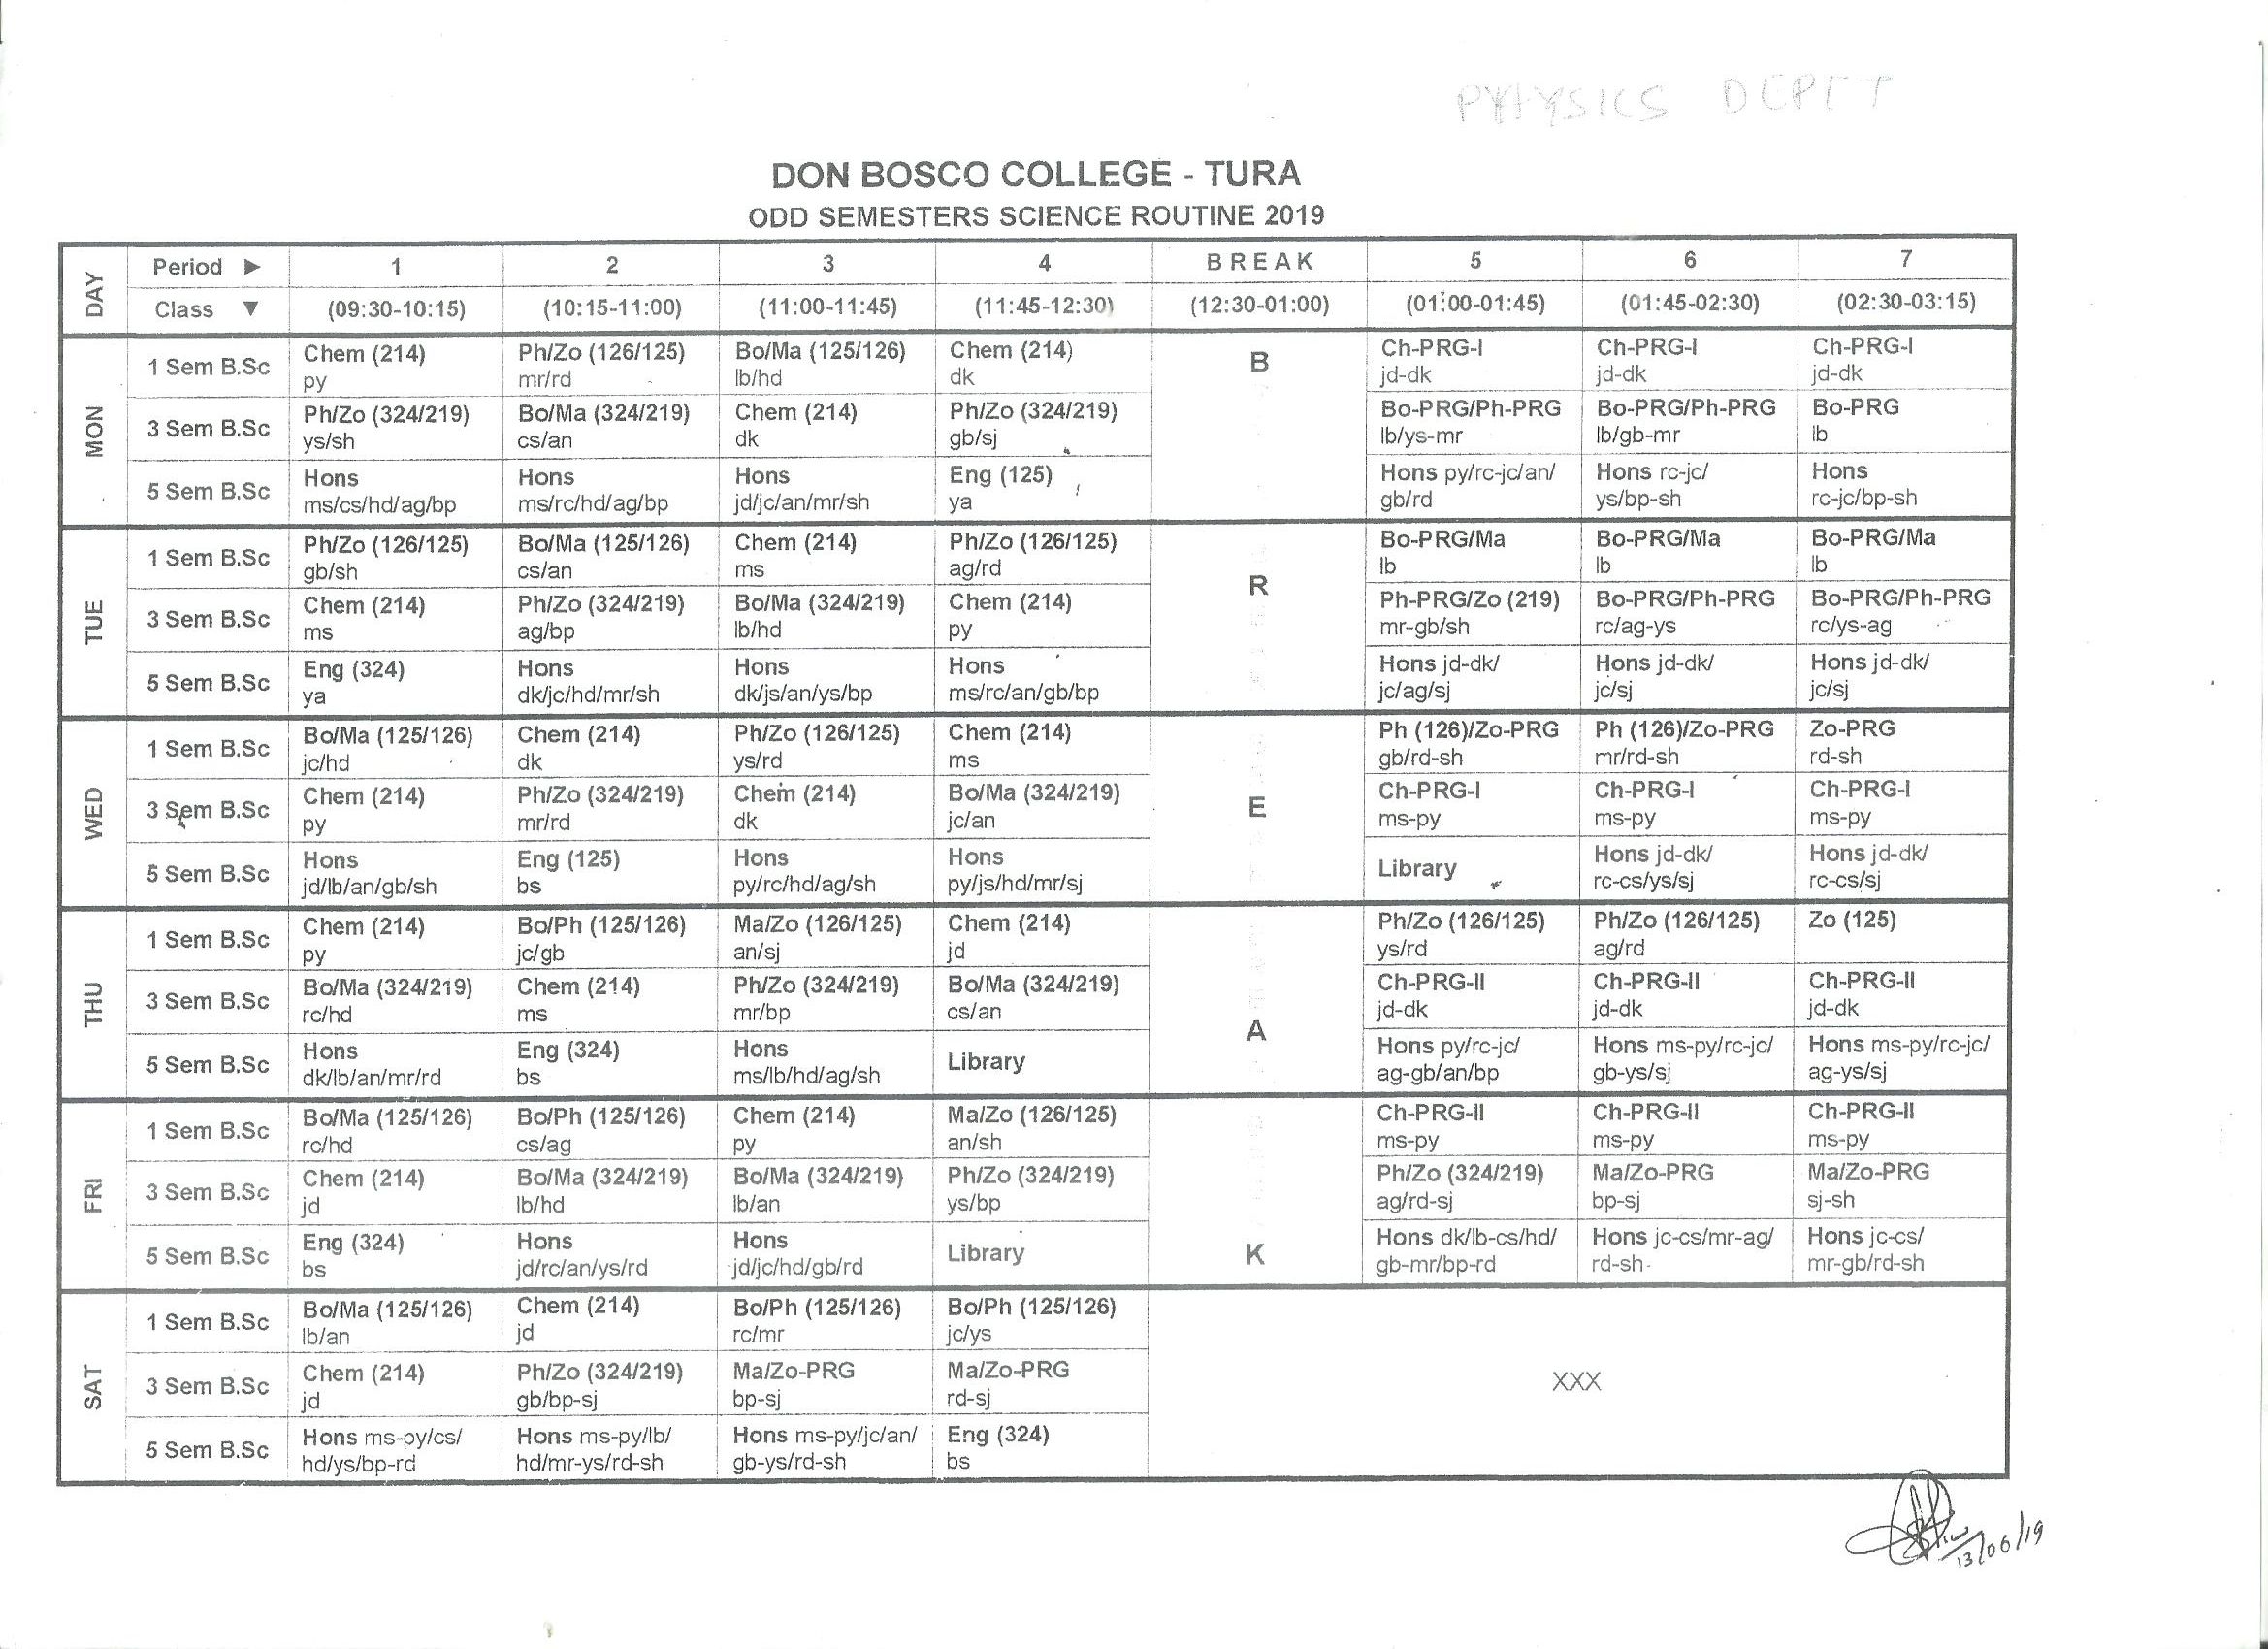 PHYSICS DEPTT
DON BOSCO COLLEGE - TURA
ODD SEMESTERS SCIENCE ROUTINE 2019
DAY Period ► 1 2 3 4 BREAK 5 6 7
Class ▼ (09:30-10:15) (10:15-11:00) (11:00-11:45) (11:45-12:30) (12:30-01:00) (01:00-01:45) (01:45-02:30) (02:30-03:15)
MON
1 Sem B.Sc Chem (214) Ph/Zo (126/125) Bo/Ma (125/126) Chem (214) B Ch-PRG-I Ch-PRG-I Ch-PRG-I
py mr/rd lb/hd dk jd-dk jd-dk jd-dk
3 Sem B.Sc Ph/Zo (324/219) Bo/Ma (324/219) Chem (214) Ph/Zo (324/219) Bo-PRG/Ph-PRG Bo-PRG/Ph-PRG Bo-PRG
ys/sh cs/an dk gb/sj lb/ys-mr lb/gb-mr lb
5 Sem B.Sc Hons Hons Hons Eng (125) Hons py/rc-jc/an/ Hons rc-jc/ Hons
ms/cs/hd/ag/bp ms/rc/hd/ag/bp jd/jc/an/mr/sh ya gb/rd ys/bp-sh rc-jc/bp-sh
TUE
1 Sem B.Sc Ph/Zo (126/125) Bo/Ma (125/126) Chem (214) Ph/Zo (126/125) R Bo-PRG/Ma Bo-PRG/Ma Bo-PRG/Ma
gb/sh cs/an ms ag/rd lb lb lb
3 Sem B.Sc Chem (214) Ph/Zo (324/219) Bo/Ma (324/219) Chem (214) Ph-PRG/Zo (219) Bo-PRG/Ph-PRG Bo-PRG/Ph-PRG
ms ag/bp lb/hd py mr-gb/sh rc/ag-ys rc/ys-ag
5 Sem B.Sc Eng (324) Hons Hons Hons Hons jd-dk/ Hons jd-dk/ Hons jd-dk/
ya dk/jc/hd/mr/sh dk/js/an/ys/bp ms/rc/an/gb/bp jc/ag/sj jc/sj jc/sj
WED
1 Sem B.Sc Bo/Ma (125/126) Chem (214) Ph/Zo (126/125) Chem (214) E Ph (126)/Zo-PRG Ph (126)/Zo-PRG Zo-PRG
jc/hd dk ys/rd ms gb/rd-sh mr/rd-sh rd-sh
3 Sem B.Sc Chem (214) Ph/Zo (324/219) Chem (214) Bo/Ma (324/219) Ch-PRG-I Ch-PRG-I Ch-PRG-I
py mr/rd dk jc/an ms-py ms-py ms-py
5 Sem B.Sc Hons Eng (125) Hons Hons Library Hons jd-dk/ Hons jd-dk/
jd/lb/an/gb/sh bs py/rc/hd/ag/sh py/js/hd/mr/sj rc-cs/ys/sj rc-cs/sj
THU
1 Sem B.Sc Chem (214) Bo/Ph (125/126) Ma/Zo (126/125) Chem (214) A Ph/Zo (126/125) Ph/Zo (126/125) Zo (125)
py jc/gb an/sj jd ys/rd ag/rd
3 Sem B.Sc Bo/Ma (324/219) Chem (214) Ph/Zo (324/219) Bo/Ma (324/219) Ch-PRG-II Ch-PRG-II Ch-PRG-II
rc/hd ms mr/bp cs/an jd-dk jd-dk jd-dk
5 Sem B.Sc Hons Eng (324) Hons Library Hons py/rc-jc/ Hons ms-py/rc-jc/ Hons ms-py/rc-jc/
dk/lb/an/mr/rd bs ms/lb/hd/ag/sh ag-gb/an/bp gb-ys/sj ag-ys/sj
FRI
1 Sem B.Sc Bo/Ma (125/126) Bo/Ph (125/126) Chem (214) Ma/Zo (126/125) K Ch-PRG-II Ch-PRG-II Ch-PRG-II
rc/hd cs/ag py an/sh ms-py ms-py ms-py
3 Sem B.Sc Chem (214) Bo/Ma (324/219) Bo/Ma (324/219) Ph/Zo (324/219) Ph/Zo (324/219) Ma/Zo-PRG Ma/Zo-PRG
jd lb/hd lb/an ys/bp ag/rd-sj bp-sj sj-sh
5 Sem B.Sc Eng (324) Hons Hons Library Hons dk/lb-cs/hd/ Hons jc-cs/mr-ag/ Hons jc-cs/
bs jd/rc/an/ys/rd jd/jc/hd/gb/rd gb-mr/bp-rd rd-sh mr-gb/rd-sh
SAT
1 Sem B.Sc Bo/Ma (125/126) Chem (214) Bo/Ph (125/126) Bo/Ph (125/126)
lb/an jd rc/mr jc/ys
3 Sem B.Sc Chem (214) Ph/Zo (324/219) Ma/Zo-PRG Ma/Zo-PRG XXX
jd gb/bp-sj bp-sj rd-sj
5 Sem B.Sc Hons ms-py/cs/ Hons ms-py/lb/ Hons ms-py/jc/an/ Eng (324)
hd/ys/bp-rd hd/mr-ys/rd-sh gb-ys/rd-sh bs
13/06/19